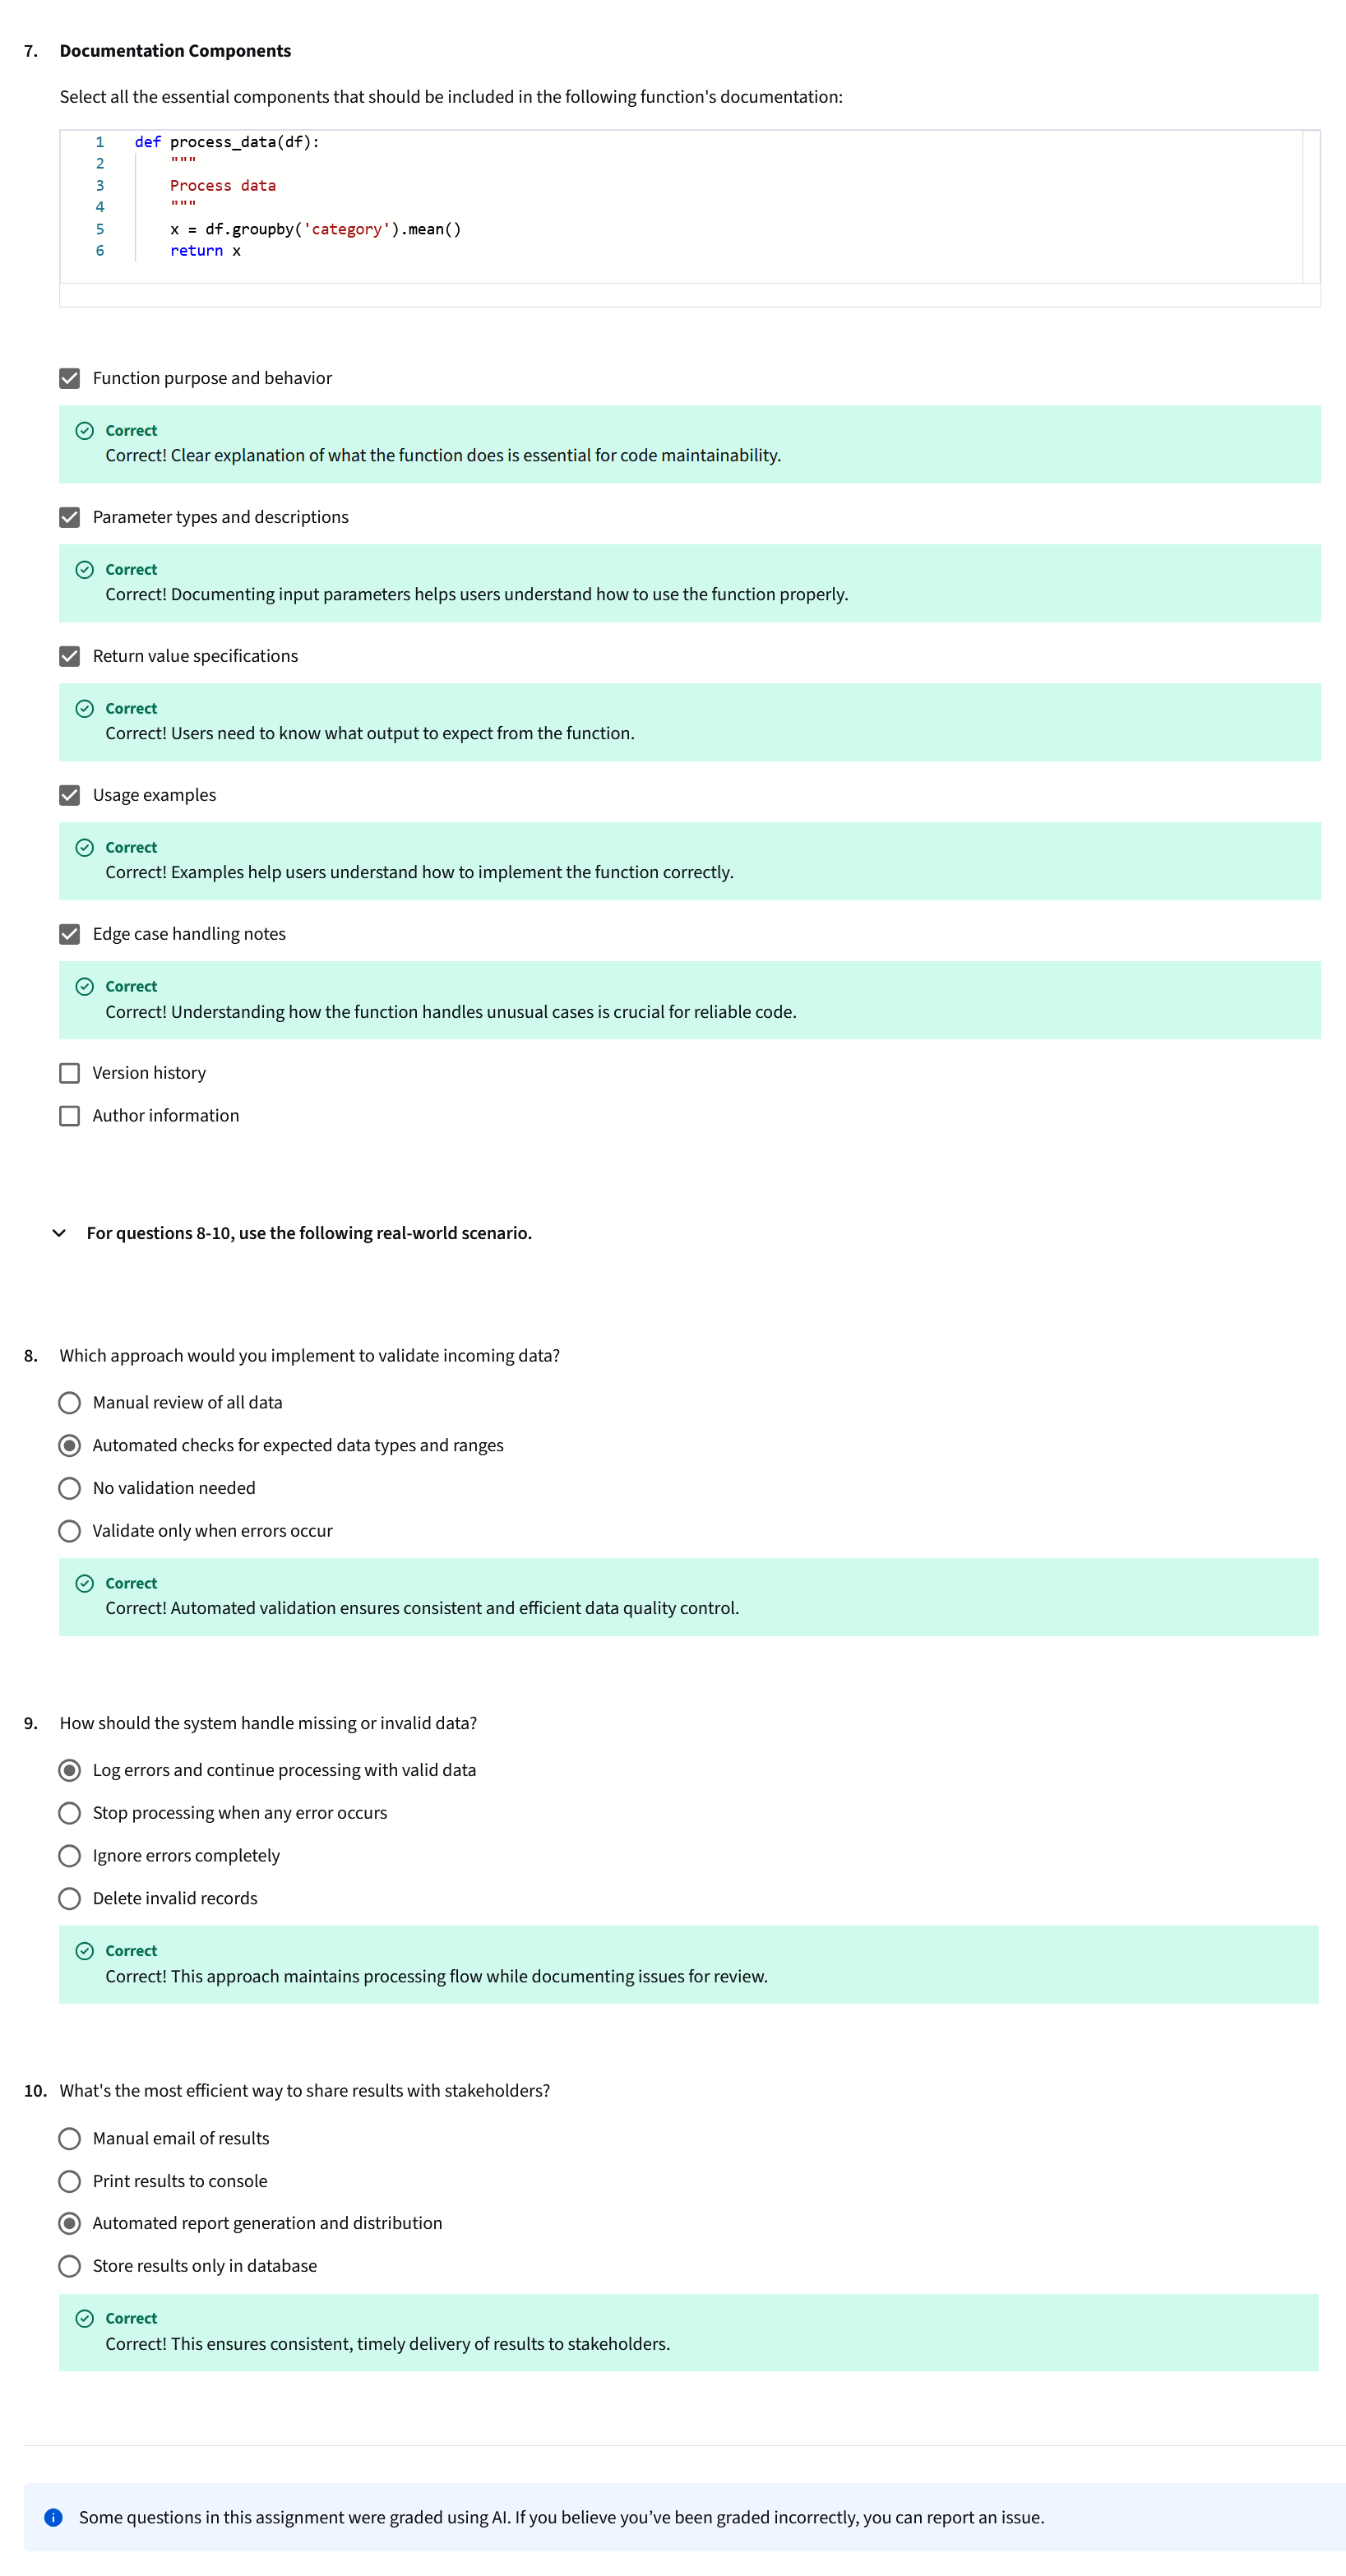 7. Documentation Components
Select all the essential components that should be included in the following function's documentation:
1 def process_data(df):
2 """
3 Process data
4 """
5 x = df.groupby('category').mean()
6 return x
Function purpose and behavior
Correct
Correct! Clear explanation of what the function does is essential for code maintainability.
Parameter types and descriptions
Correct
Correct! Documenting input parameters helps users understand how to use the function properly.
Return value specifications
Correct
Correct! Users need to know what output to expect from the function.
Usage examples
Correct
Correct! Examples help users understand how to implement the function correctly.
Edge case handling notes
Correct
Correct! Understanding how the function handles unusual cases is crucial for reliable code.
Version history
Author information
For questions 8-10, use the following real-world scenario.
8. Which approach would you implement to validate incoming data?
Manual review of all data
Automated checks for expected data types and ranges
No validation needed
Validate only when errors occur
Correct
Correct! Automated validation ensures consistent and efficient data quality control.
9. How should the system handle missing or invalid data?
Log errors and continue processing with valid data
Stop processing when any error occurs
Ignore errors completely
Delete invalid records
Correct
Correct! This approach maintains processing flow while documenting issues for review.
10. What's the most efficient way to share results with stakeholders?
Manual email of results
Print results to console
Automated report generation and distribution
Store results only in database
Correct
Correct! This ensures consistent, timely delivery of results to stakeholders.
Some questions in this assignment were graded using AI. If you believe you’ve been graded incorrectly, you can report an issue.